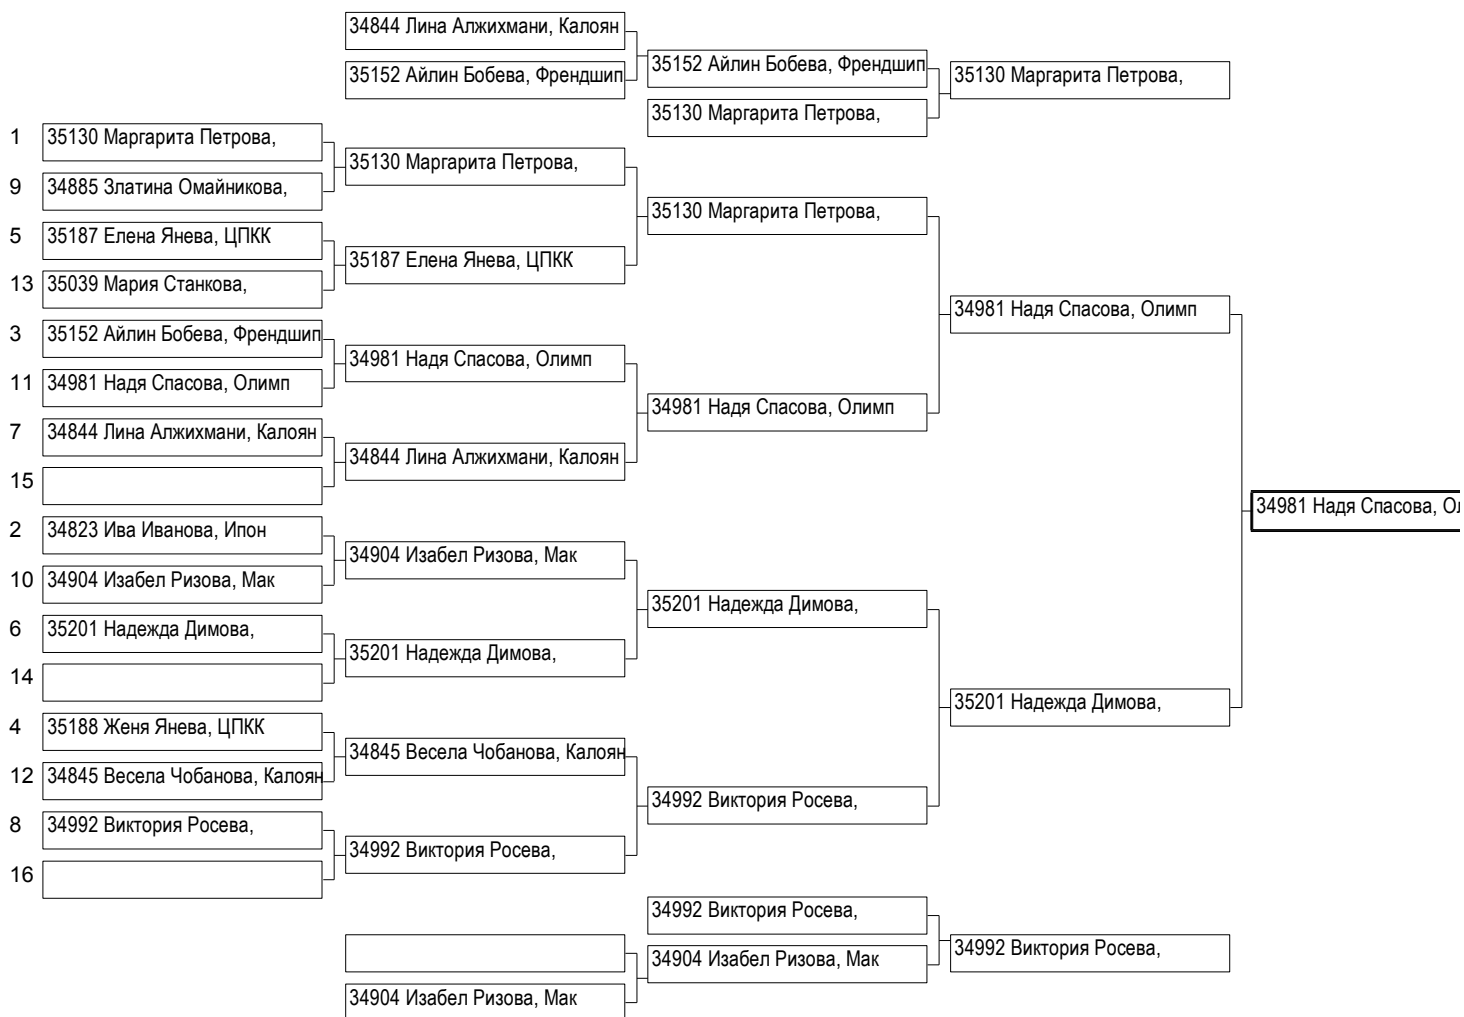 34844 Лина Алжихмани, Калоян
35152 Айлин Бобева, Френдшип
35152 Айлин Бобева, Френдшип
35130 Маргарита Петрова,
35130 Маргарита Петрова,
1 35130 Маргарита Петрова,
9 34885 Златина Омайникова,
5 35187 Елена Янева, ЦПКК
13 35039 Мария Станкова,
3 35152 Айлин Бобева, Френдшип
11 34981 Надя Спасова, Олимп
7 34844 Лина Алжихмани, Калоян
15
2 34823 Ива Иванова, Ипон
10 34904 Изабел Ризова, Мак
6 35201 Надежда Димова,
14
4 35188 Женя Янева, ЦПКК
12 34845 Весела Чобанова, Калоян
8 34992 Виктория Росева,
16
35130 Маргарита Петрова,
35187 Елена Янева, ЦПКК
34981 Надя Спасова, Олимп
34844 Лина Алжихмани, Калоян
34904 Изабел Ризова, Мак
35201 Надежда Димова,
34845 Весела Чобанова, Калоян
34992 Виктория Росева,
35130 Маргарита Петрова,
34981 Надя Спасова, Олимп
35201 Надежда Димова,
34992 Виктория Росева,
34981 Надя Спасова, Олимп
35201 Надежда Димова,
34981 Надя Спасова, Ол
34992 Виктория Росева,
34904 Изабел Ризова, Мак
34904 Изабел Ризова, Мак
34992 Виктория Росева,